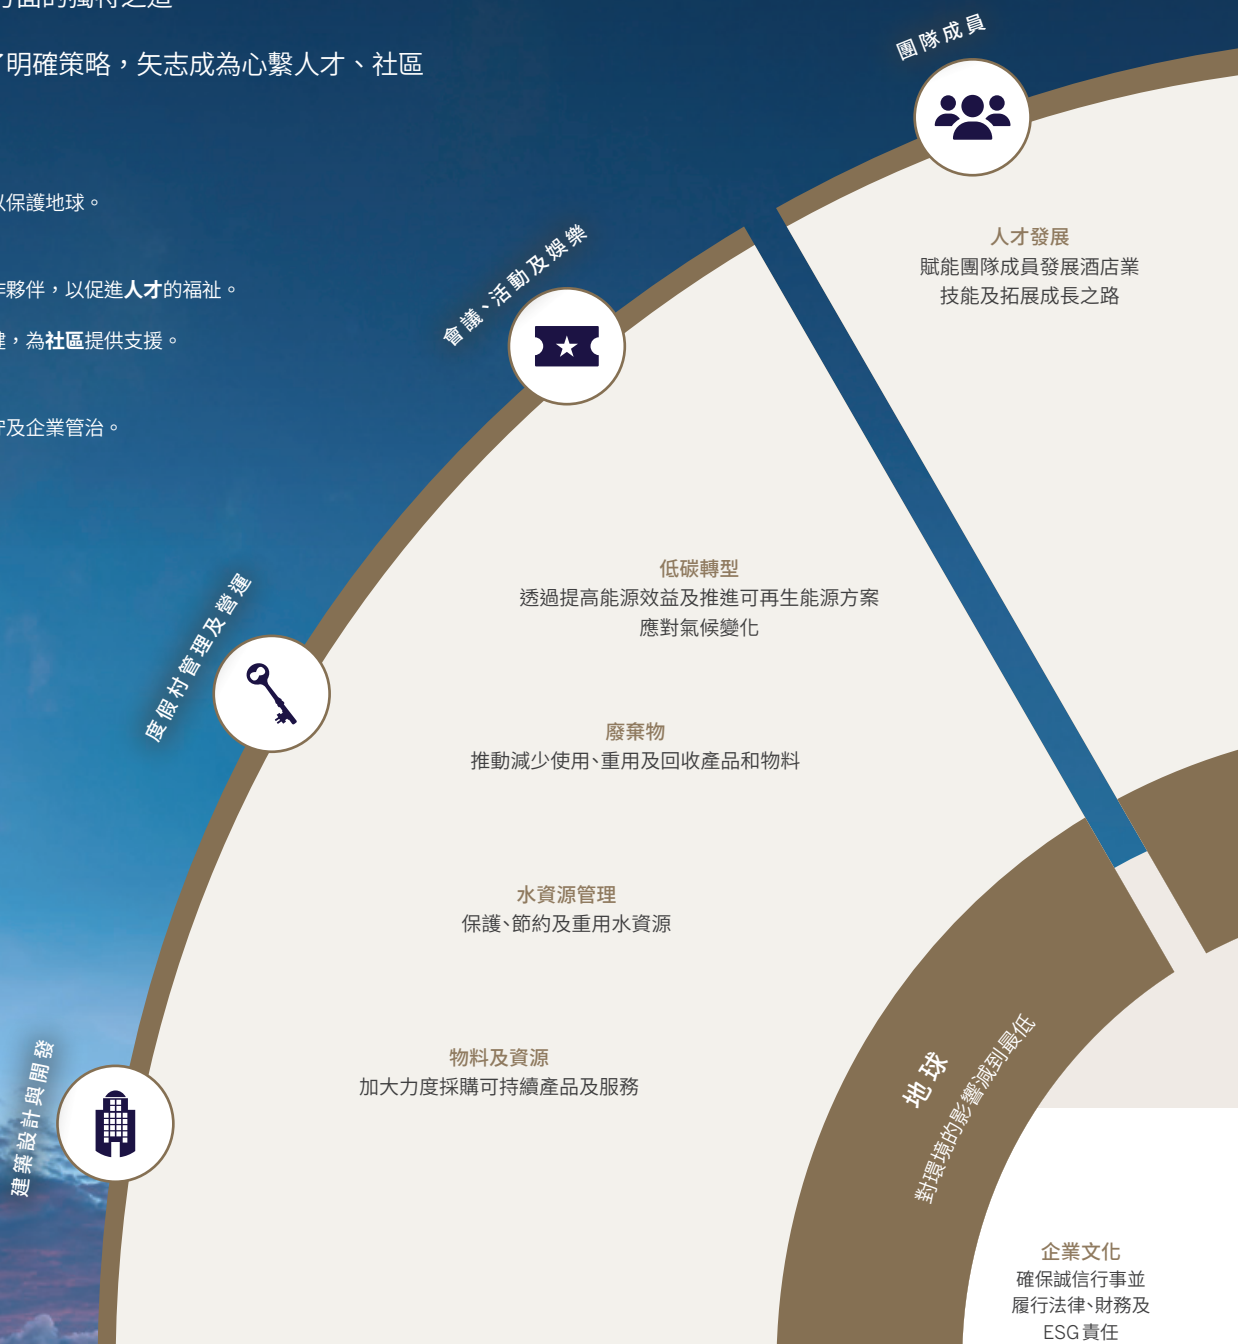 面的獨特之道
明確策略，矢志成為心繫人才、社區
保護地球。
夥伴，以促進人才的福祉。
，為社區提供支援。
及企業管治。
團隊成員
人才發展
賦能團隊成員發展酒店業
技能及拓展成長之路
會議、活動及娛樂
低碳轉型
透過提高能源效益及推進可再生能源方案
應對氣候變化
度假村管理及營運
廢棄物
推動減少使用、重用及回收產品和物料
水資源管理
保護、節約及重用水資源
建築設計與開發
物料及資源
加大力度採購可持續產品及服務
地球
對環境的影響減到最低
企業文化
確保誠信行事並
履行法律、財務及
ESG責任